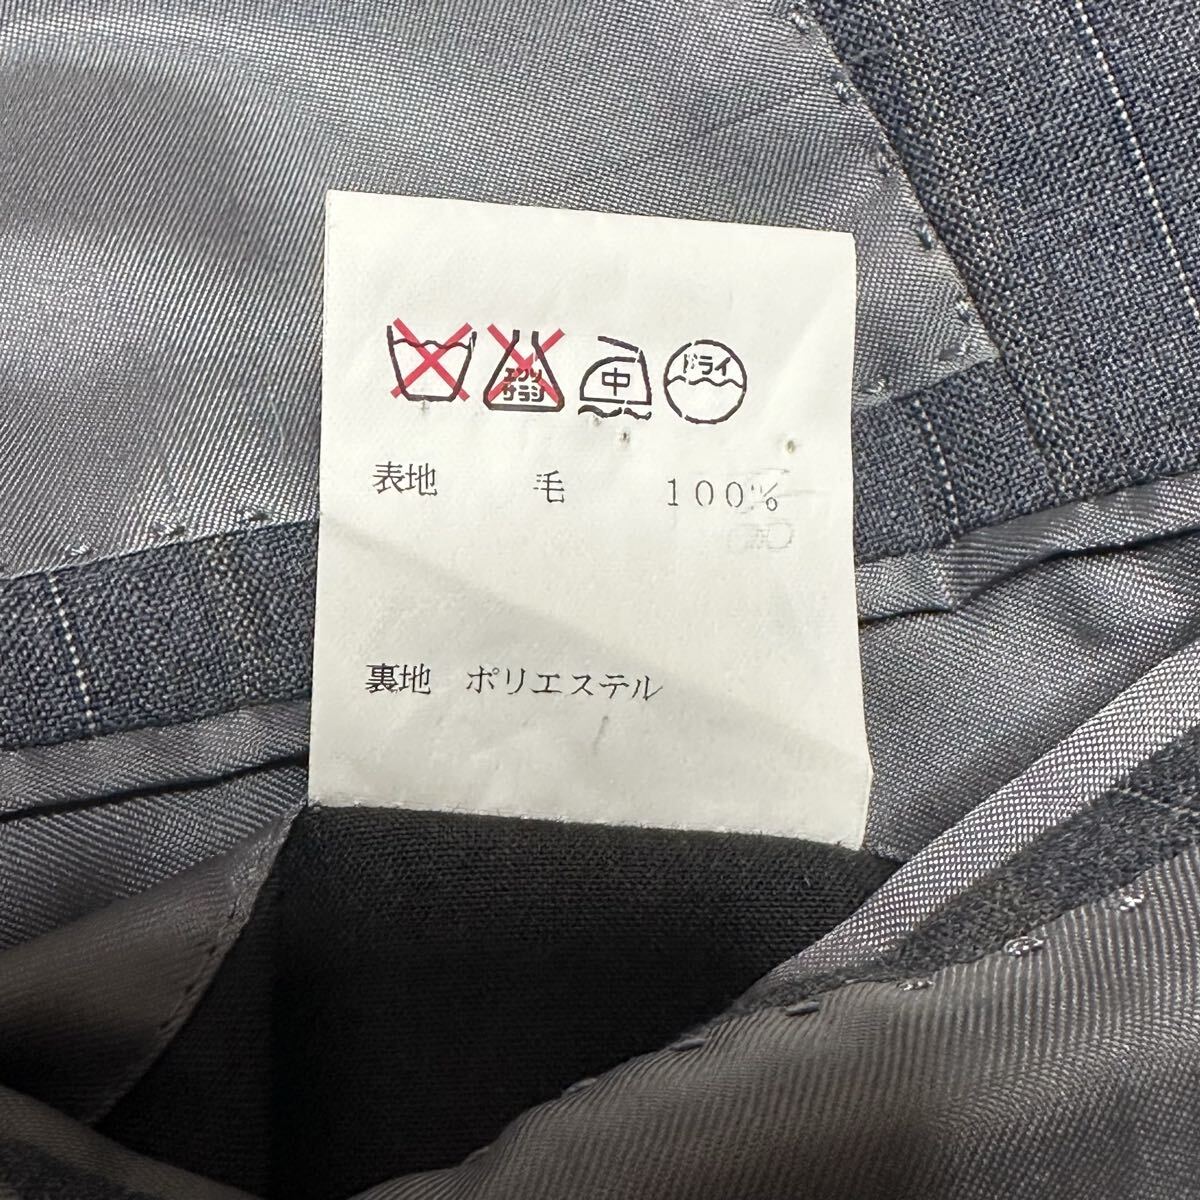 エンソ
サラシ
中
ドライ
表地 毛 100%
裏地 ポリエステル